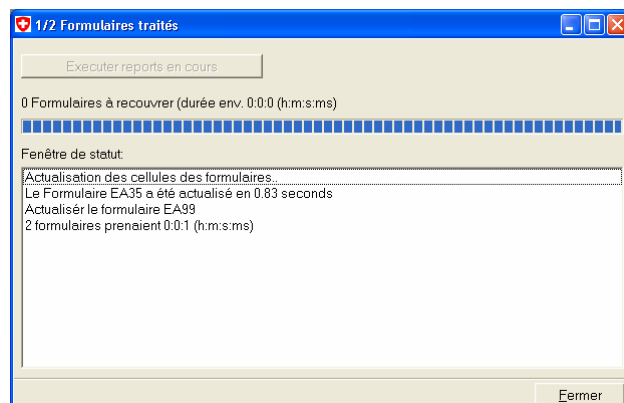 1/2 Formulaires traités
Executer reports en cours
0 Formulaires à recouvrer (durée env. 0:0:0 (h:m:s:ms)
Fenêtre de statut:
Actualisation des cellules des formulaires..
Le Formulaire EA35 a été actualisé en 0.83 seconds
Actualisér le formulaire EA99
2 formulaires prenaient 0:0:1 (h:m:s:ms)
Fermer